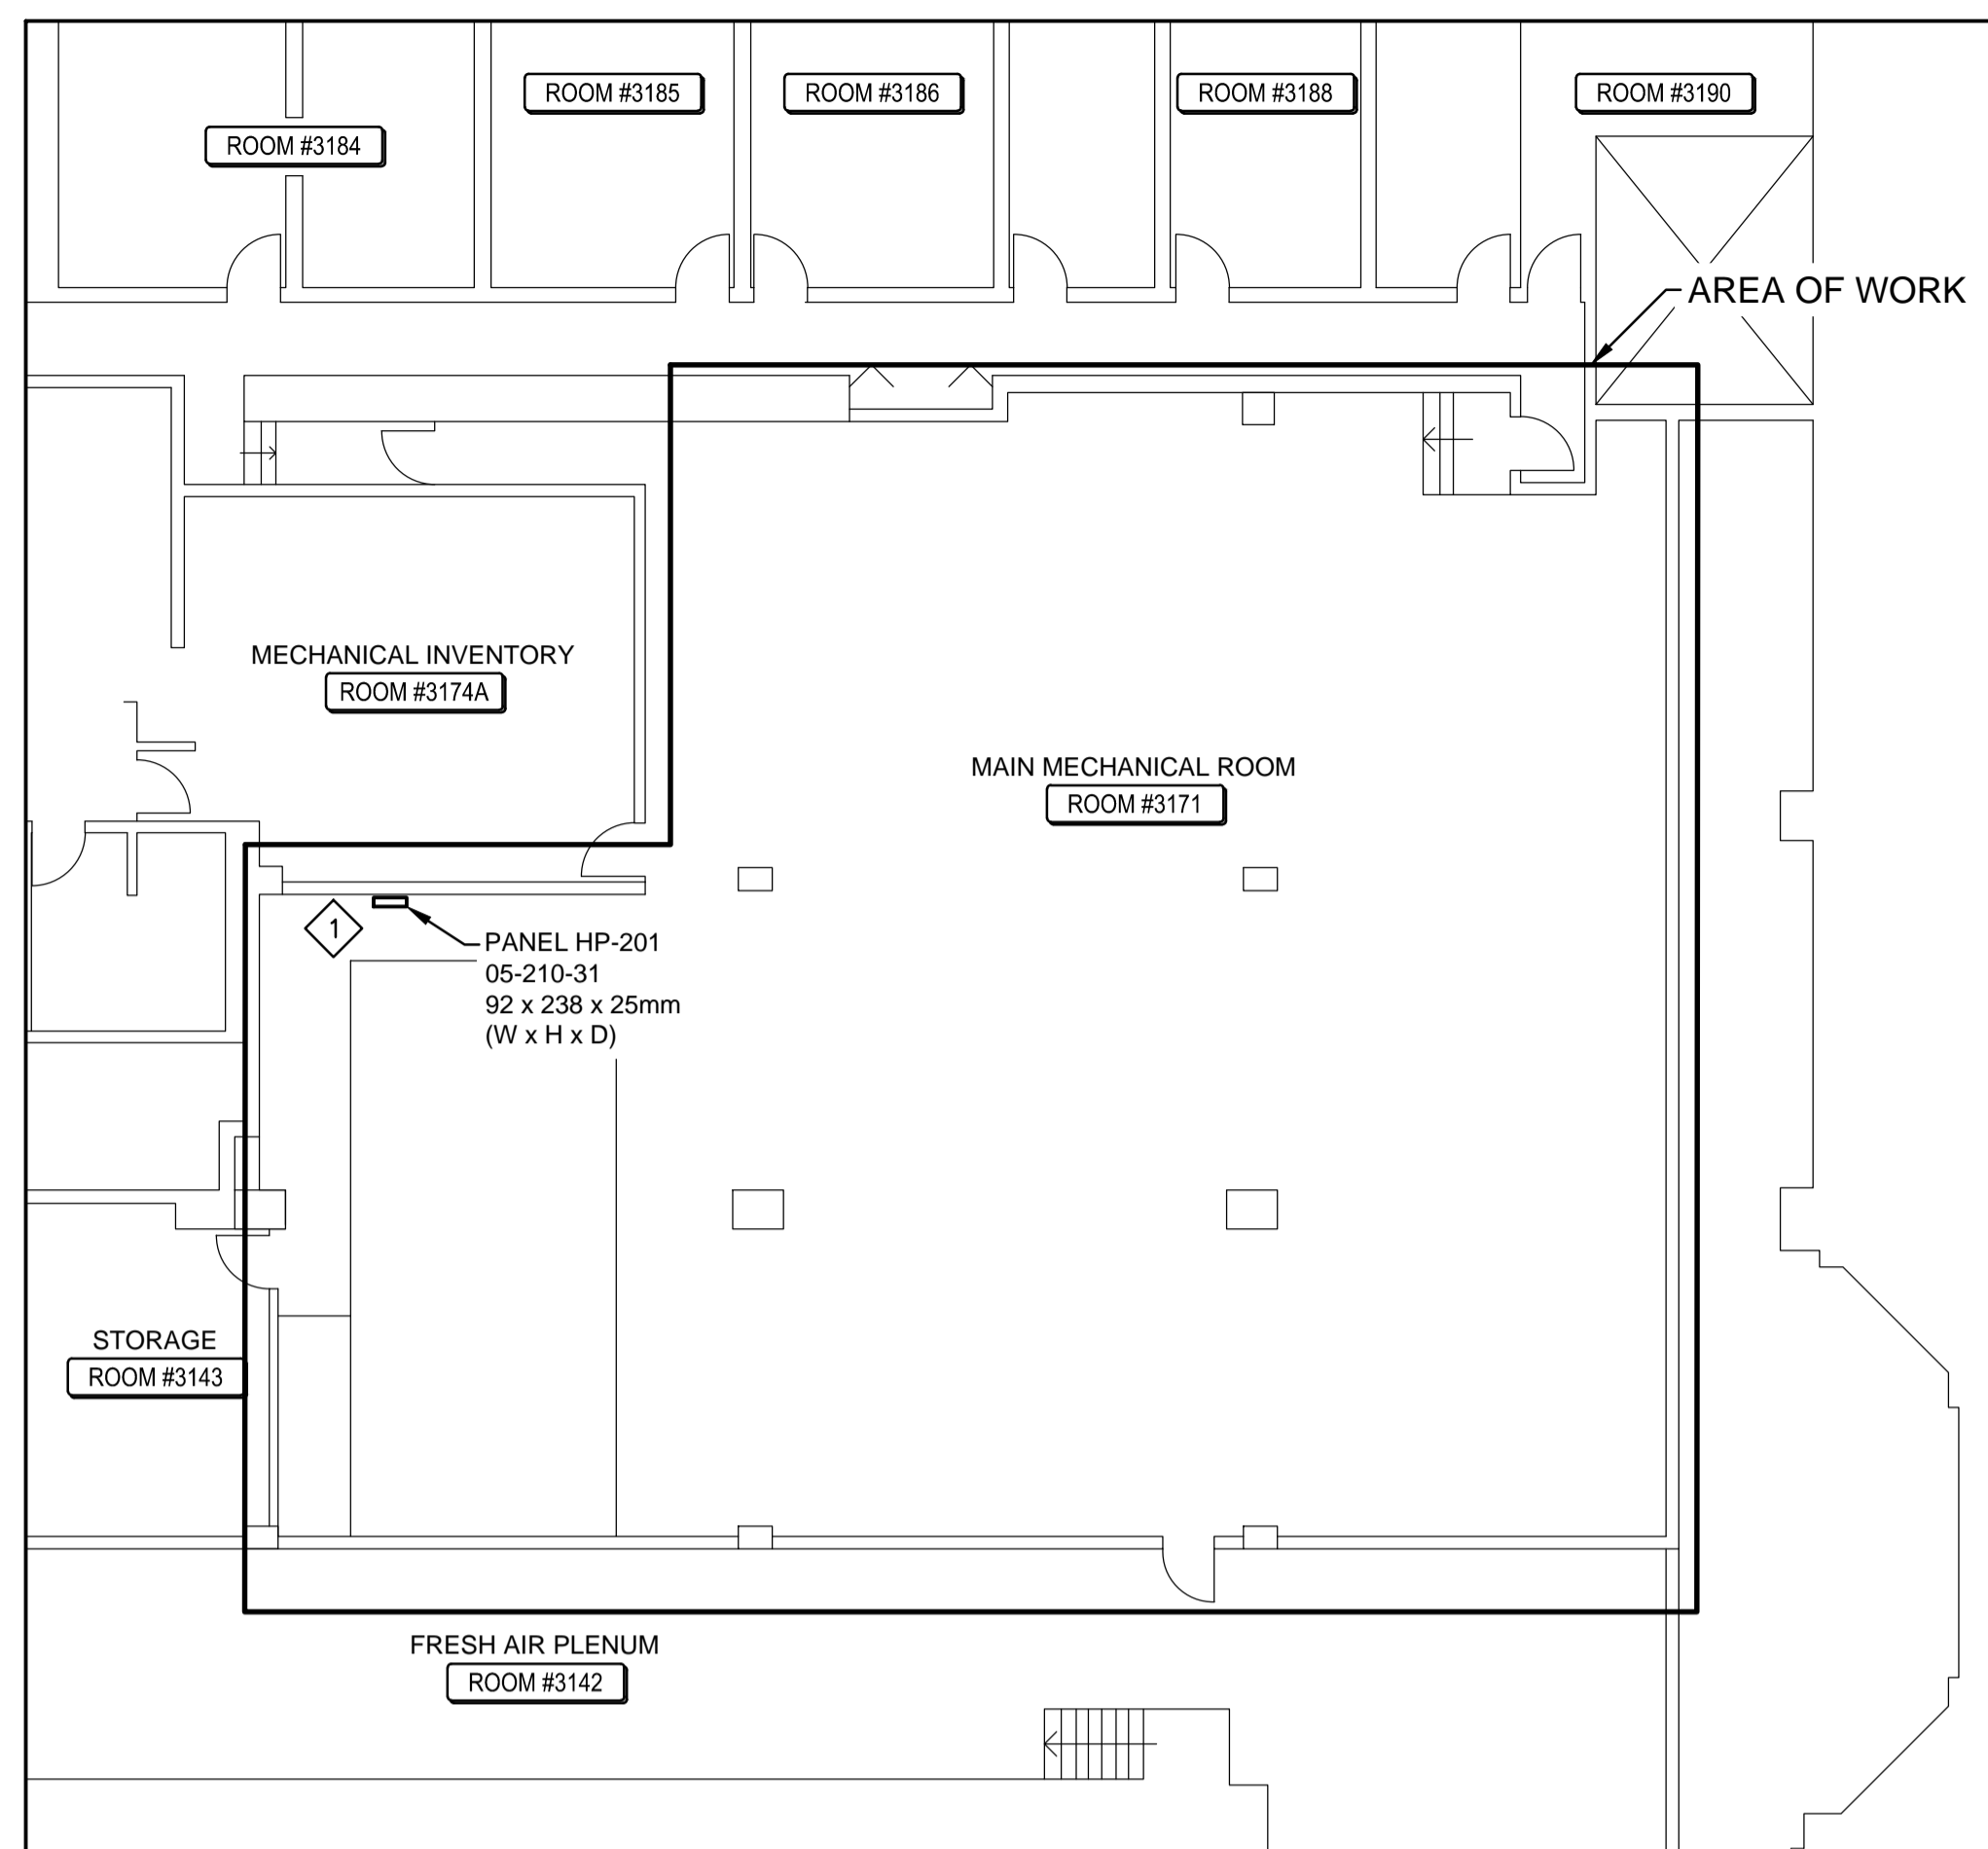 ROOM #3185
ROOM #3186
ROOM #3188
ROOM #3190
ROOM #3184
AREA OF WORK
MECHANICAL INVENTORY
ROOM #3174A
MAIN MECHANICAL ROOM
ROOM #3171
1
PANEL HP-201
05-210-31
92 x 238 x 25mm
(W x H x D)
STORAGE
ROOM #3143
FRESH AIR PLENUM
ROOM #3142